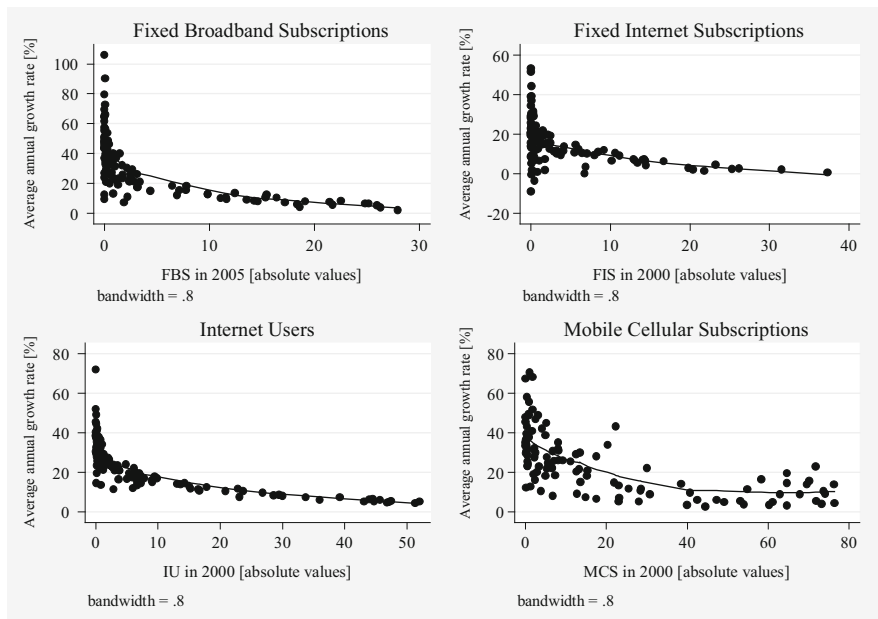 Fixed Broadband Subscriptions
Average annual growth rate [%]
100
80
60
40
20
0
0 10 20 30
FBS in 2005 [absolute values]
bandwidth = .8
Fixed Internet Subscriptions
Average annual growth rate [%]
60
40
20
0
-20
0 10 20 30 40
FIS in 2000 [absolute values]
bandwidth = .8
Internet Users
Average annual growth rate [%]
80
60
40
20
0
0 10 20 30 40 50
IU in 2000 [absolute values]
bandwidth = .8
Mobile Cellular Subscriptions
Average annual growth rate [%]
80
60
40
20
0
0 20 40 60 80
MCS in 2000 [absolute values]
bandwidth = .8